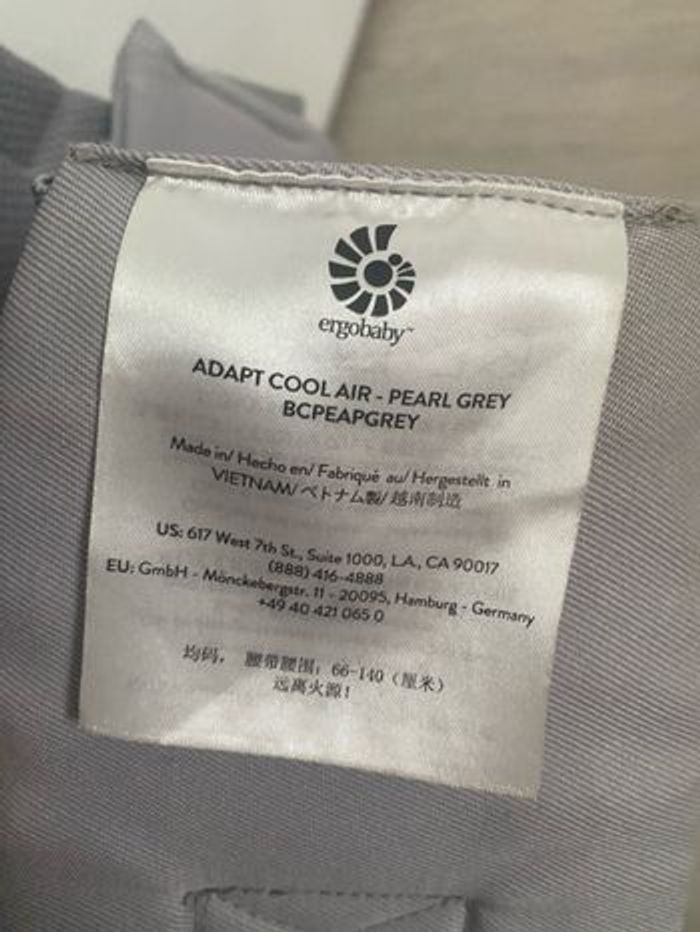 ergobaby™
ADAPT COOL AIR - PEARL GREY
BCPEAPGREY
Made in/ Hecho en/ Fabriqué au/ Hergestellt in
VIETNAM/ ベトナム製/ 越南制造
US: 617 West 7th St., Suite 1000, L.A., CA 90017
(888) 416-4888
EU: GmbH - Mönckebergstr. 11 - 20095, Hamburg - Germany
+49 40 421 065 0
均码， 腰带腰围：66-140（厘米）
远离火源！